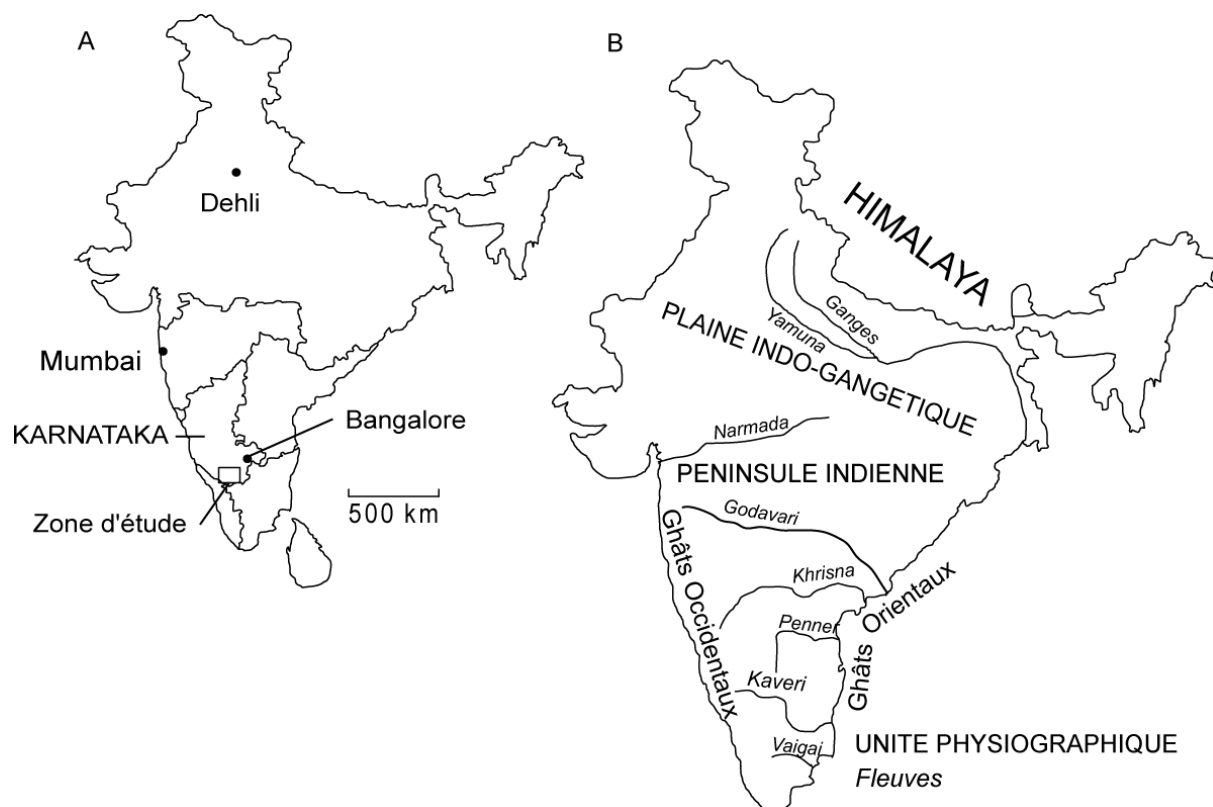 A
Dehli
Mumbai
KARNATAKA
Bangalore
Zone d'étude
500 km
B
HIMALAYA
Ganges
Yamuna
PLAINE INDO-GANGETIQUE
Narmada
PENINSULE INDIENNE
Godavari
Ghâts Occidentaux
Khrisna
Ghâts Orientaux
Penner
Kaveri
Vaigai
UNITE PHYSIOGRAPHIQUE
Fleuves